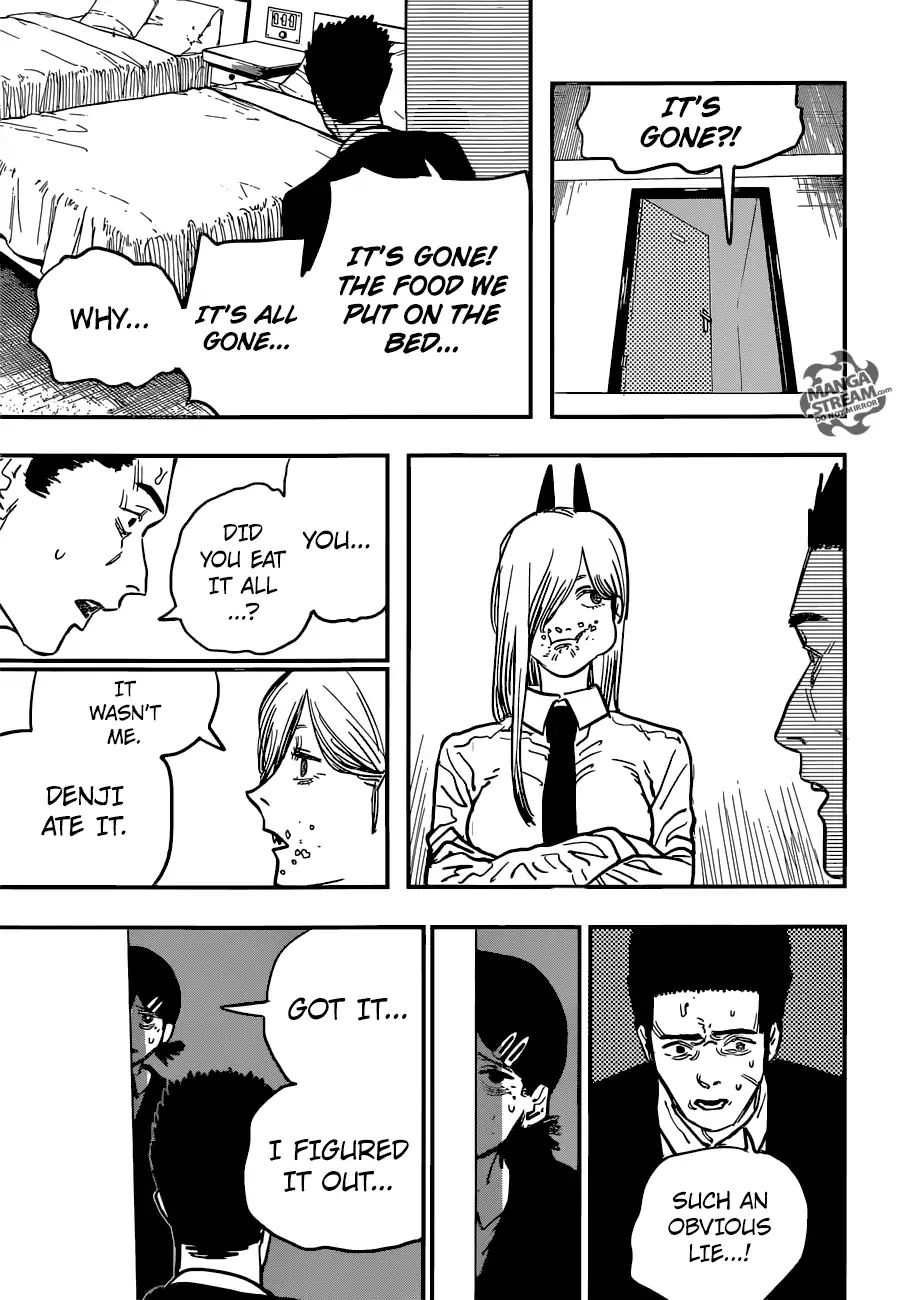 IT'S
GONE?!
MANGA
STREAM.com
DO NOT MIRROR
IT'S GONE!
THE FOOD WE
PUT ON THE
BED...
IT'S ALL
GONE...
WHY...
YOU...
DID
YOU EAT
IT ALL
...?
IT
WASN'T
ME.
DENJI
ATE IT.
SUCH AN
OBVIOUS
LIE...!
GOT IT...
I FIGURED
IT OUT...